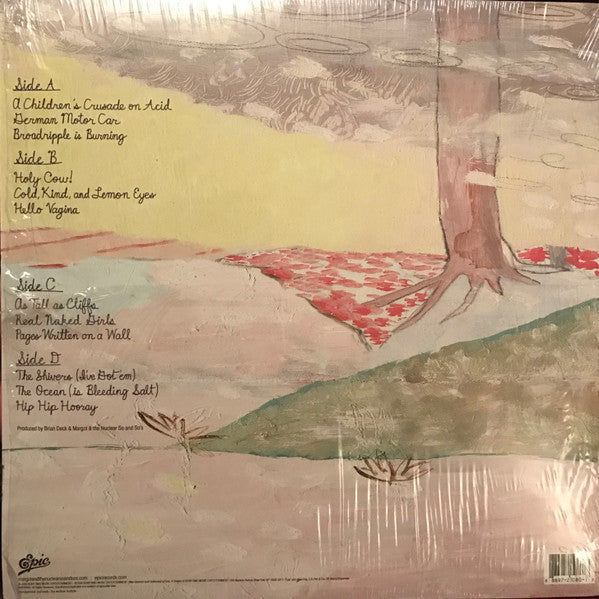 Side A
A Children's Crusade on Acid
German Motor Car
Broadripple is Burning
Side B
Holy Cow!
Cold, Kind, and Lemon Eyes
Hello Vagina
Side C
As Tall as Cliffs
Real Naked Girls
Pages Written on a Wall
Side D
The Shivers (I've Got 'em)
The Ocean (is Bleeding Salt)
Hip Hip Hooray
Produced by Brian Deck & Margot & the Nuclear So and So's
Epic
epicrecords.com